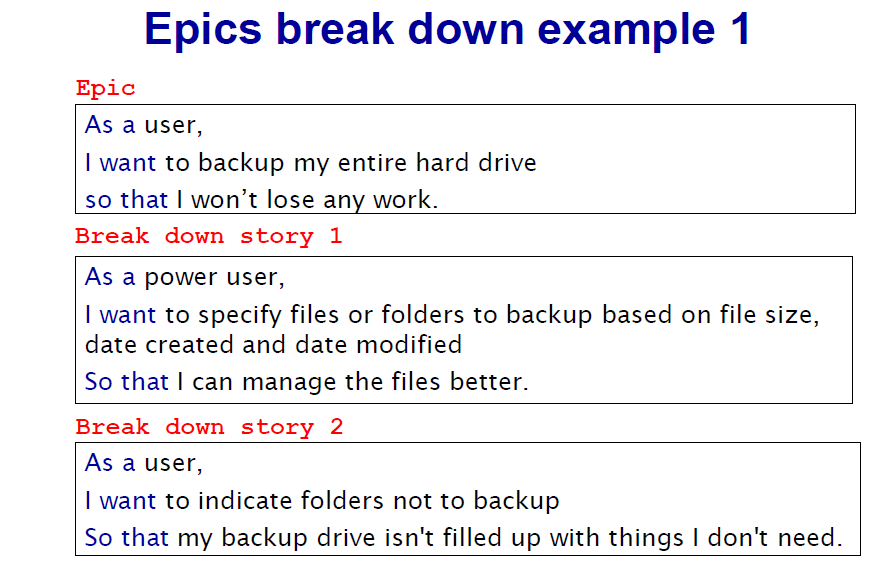 Epics break down example 1
Epic
As a user,
I want to backup my entire hard drive
so that I won’t lose any work.
Break down story 1
As a power user,
I want to specify files or folders to backup based on file size,
date created and date modified
So that I can manage the files better.
Break down story 2
As a user,
I want to indicate folders not to backup
So that my backup drive isn't filled up with things I don't need.